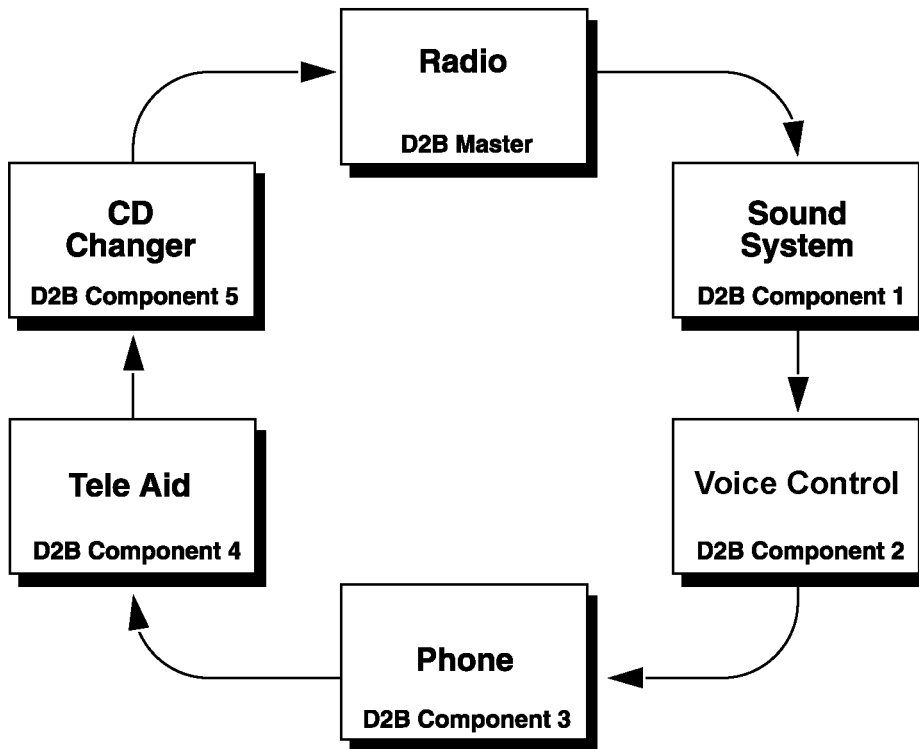 Radio
D2B Master
CD
Changer
D2B Component 5
Sound
System
D2B Component 1
Tele Aid
D2B Component 4
Voice Control
D2B Component 2
Phone
D2B Component 3